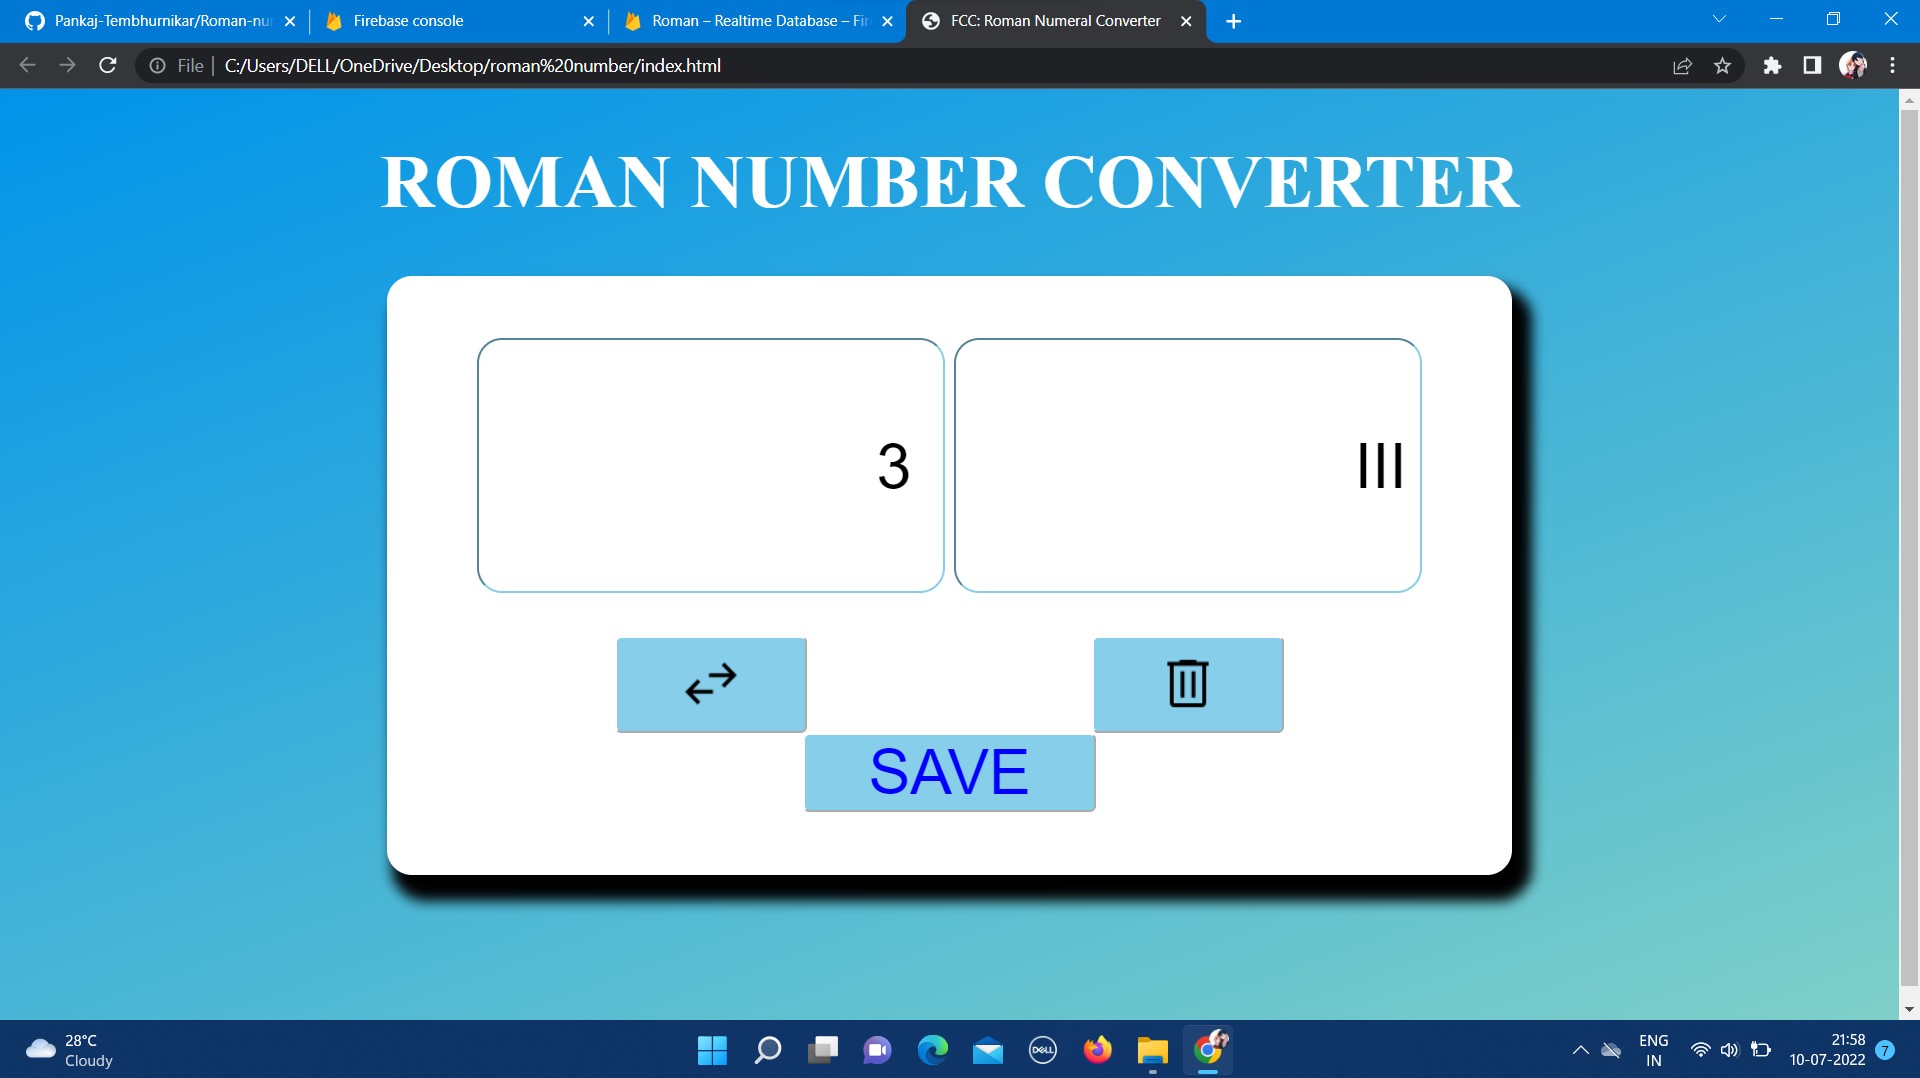 Pankaj-Tembhurnikar/Roman-nu
Firebase console
Roman – Realtime Database – Fir
FCC: Roman Numeral Converter
File
C:/Users/DELL/OneDrive/Desktop/roman%20number/index.html
ROMAN NUMBER CONVERTER
3
III
SAVE
28°C
Cloudy
DELL
ENG
IN
21:58
10-07-2022
7